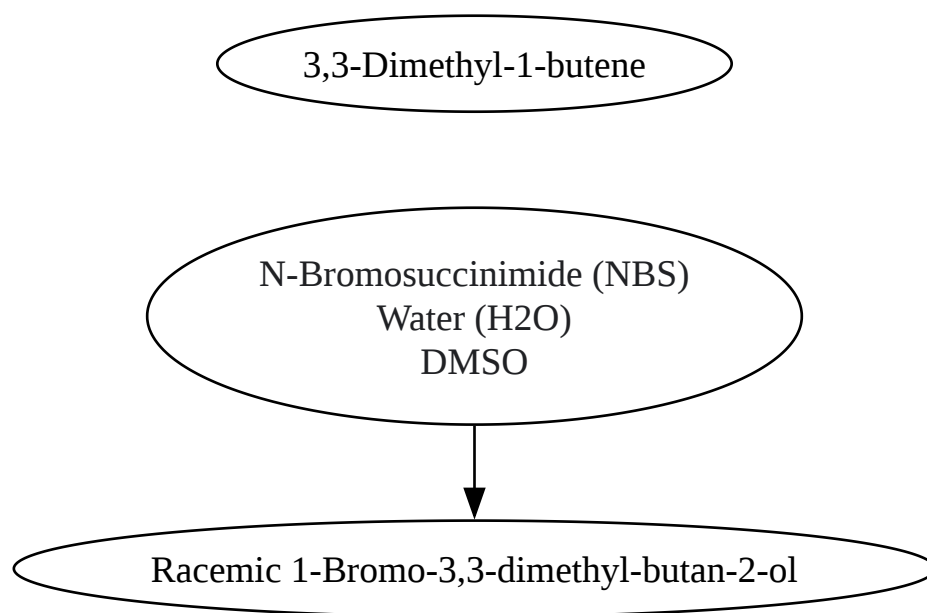 3,3-Dimethyl-1-butene
N-Bromosuccinimide (NBS)
Water (H2O)
DMSO
Racemic 1-Bromo-3,3-dimethyl-butan-2-ol